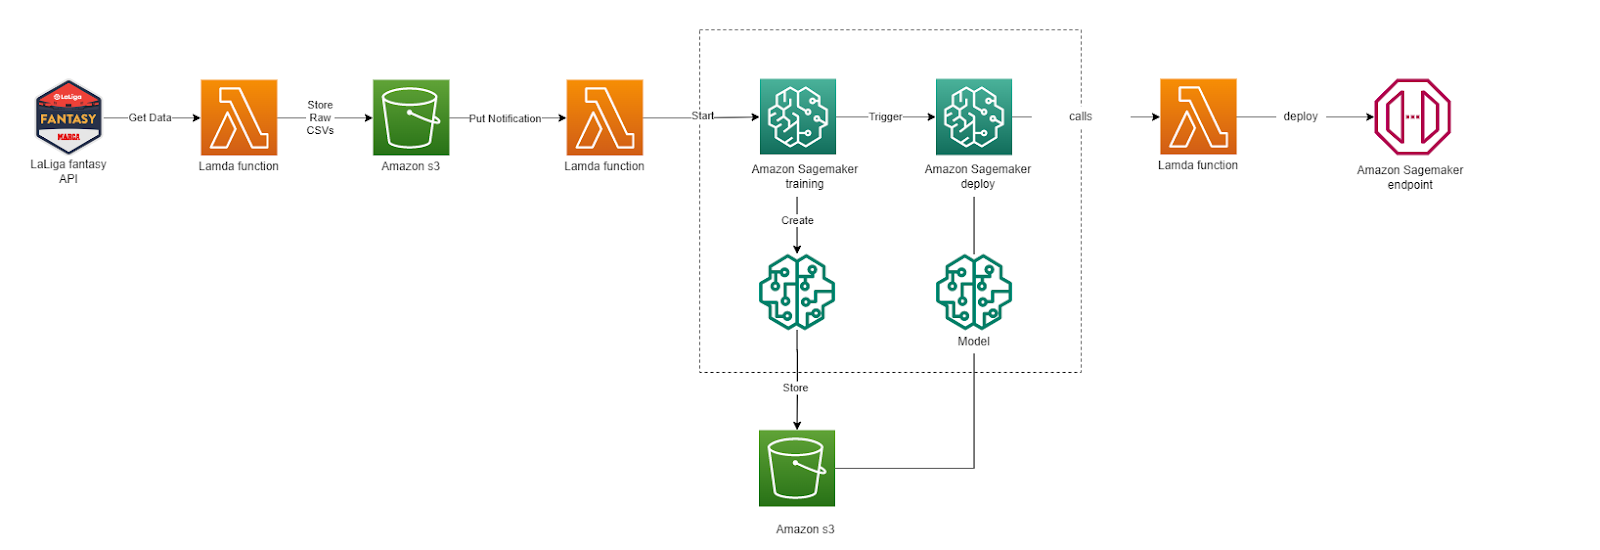 LaLiga
FANTASY
MARCA
LaLiga fantasy
API
Get Data
Lamda function
Store
Raw
CSVs
Amazon s3
Put Notification
Lamda function
Start
Amazon Sagemaker
training
Trigger
Amazon Sagemaker
deploy
calls
Lamda function
deploy
Amazon Sagemaker
endpoint
Create
Model
Store
Amazon s3